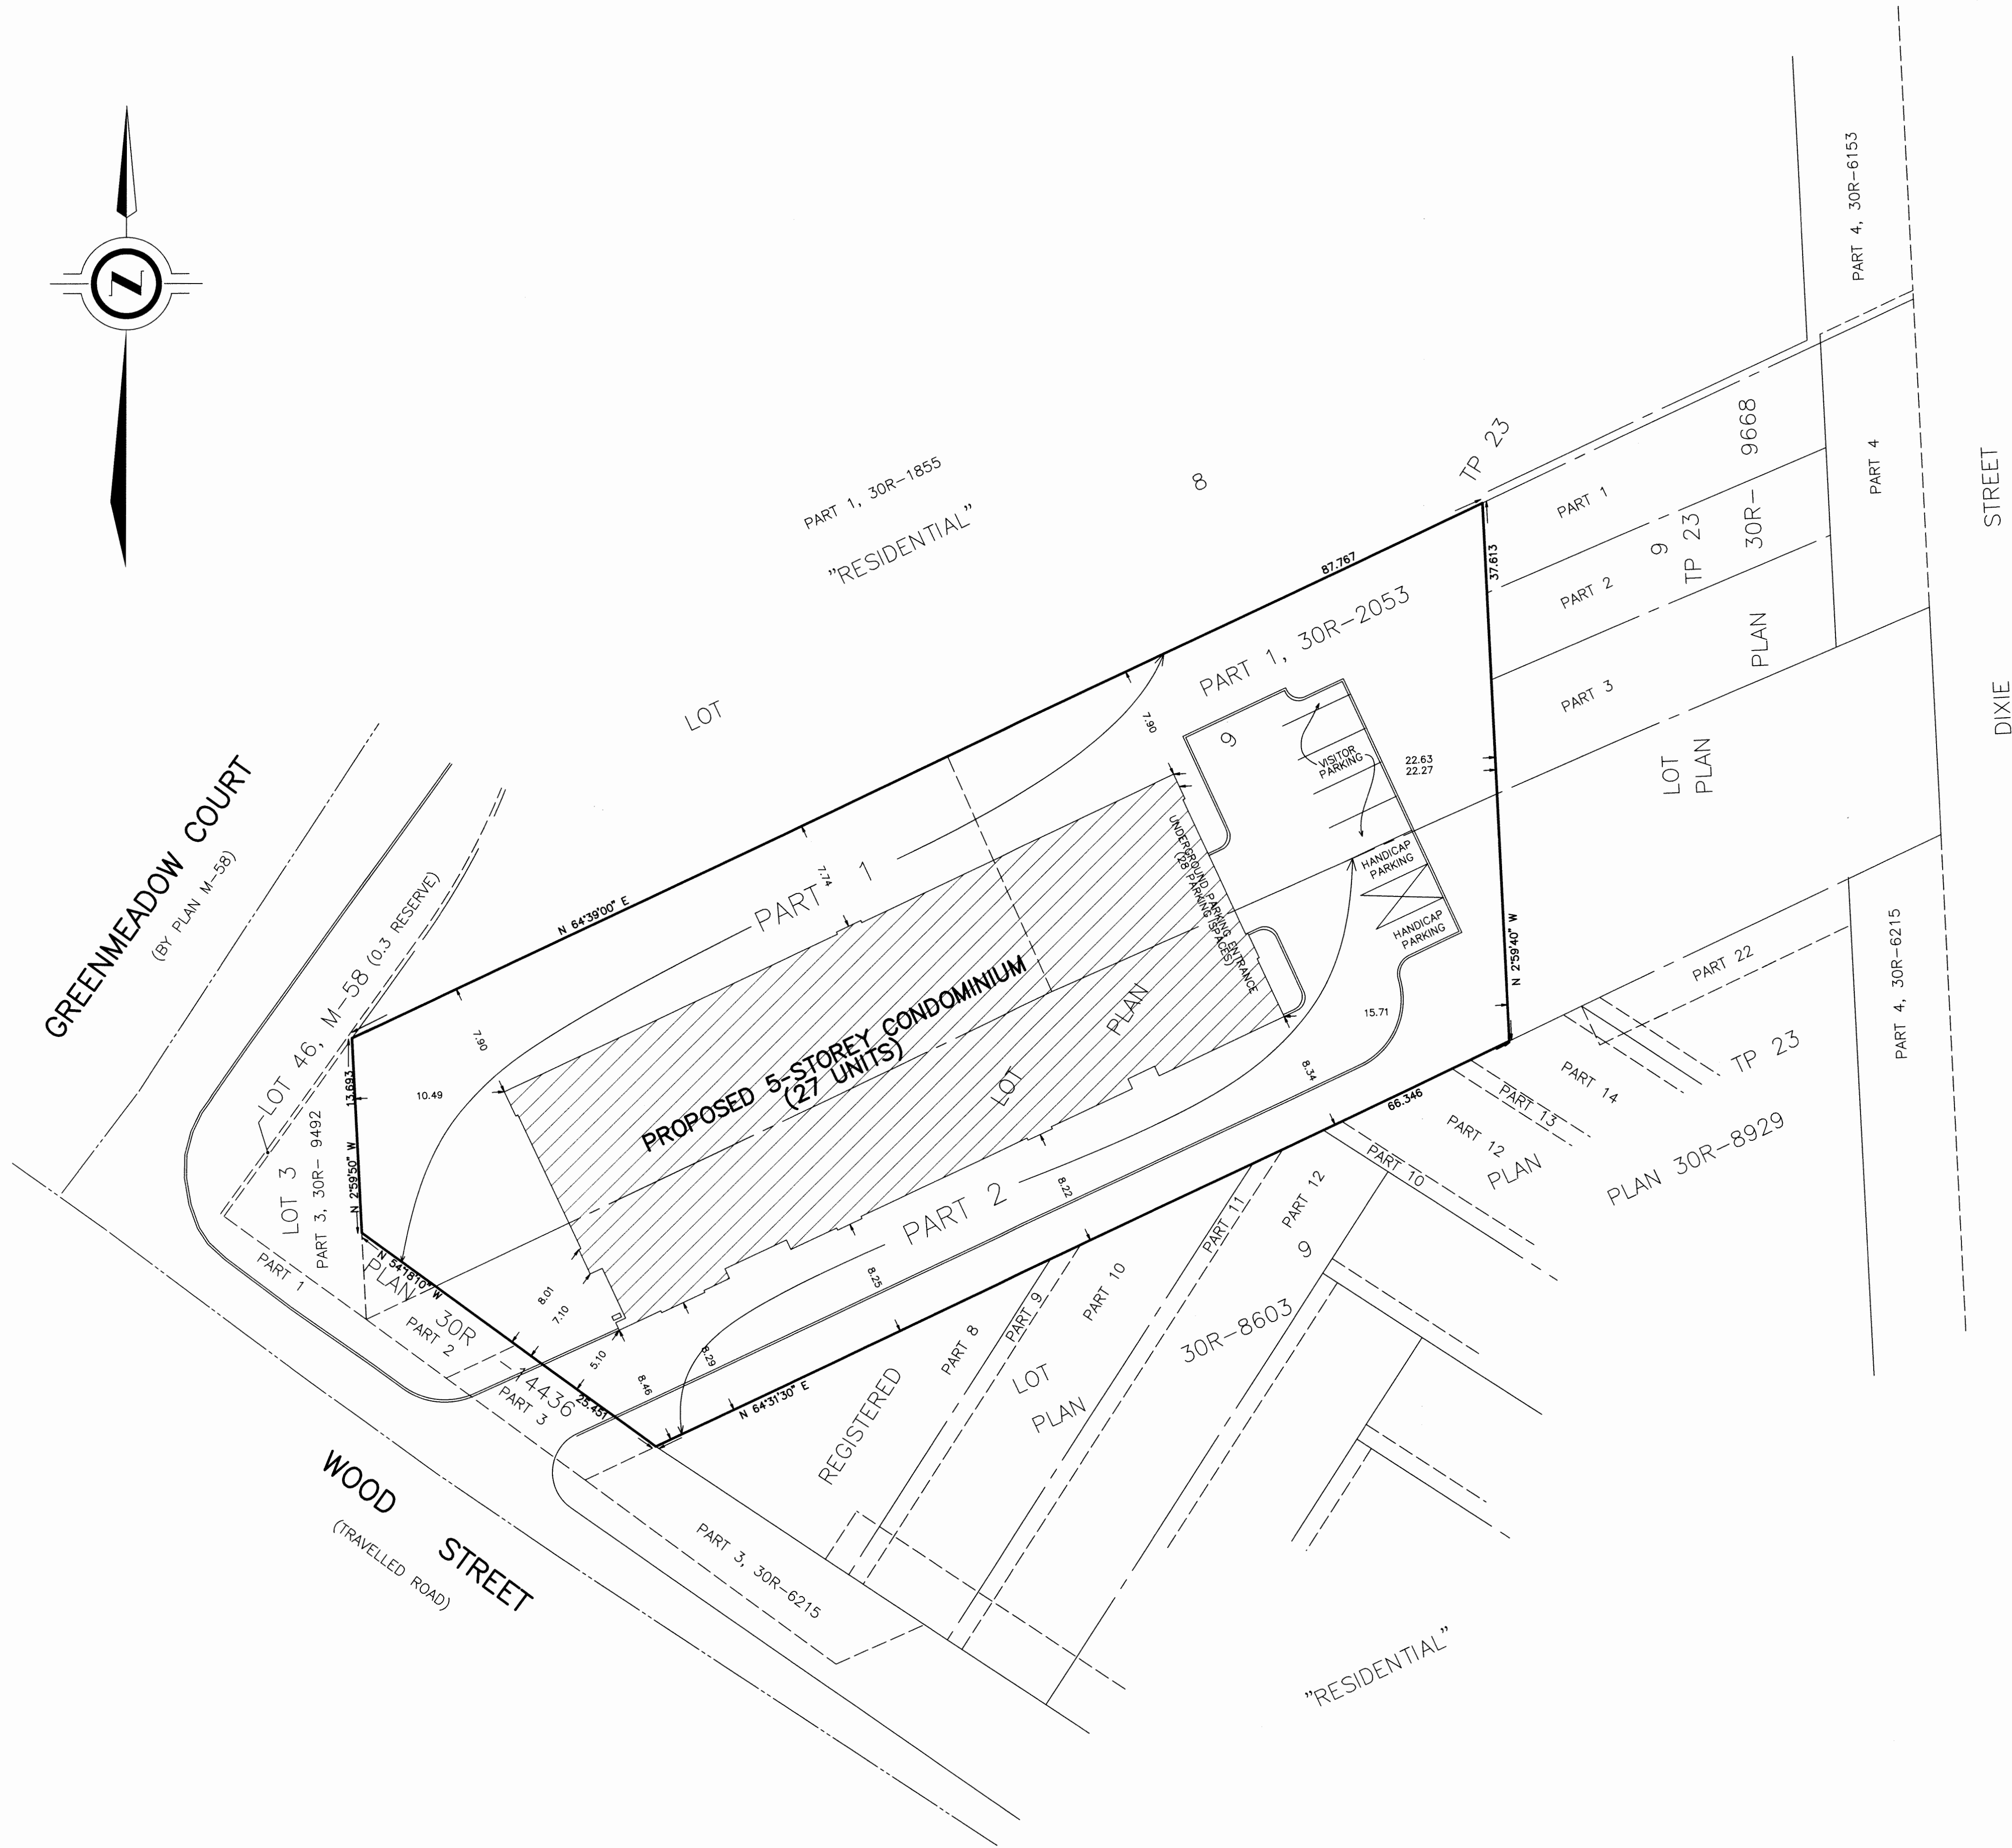 N
PART 4, 30R-6153
STREET
DIXIE
PART 1, 30R-1855
"RESIDENTIAL"
8
LOT
TP 23
PART 1
PART 2
PART 3
PART 4
9
TP 23
30R- 9668
PLAN
LOT
PLAN
87.767
37.613
PART 1, 30R-2053
9
7.90
VISITOR
PARKING
22.63
22.27
HANDICAP
PARKING
HANDICAP
PARKING
N 2°59'40" W
GREENMEADOW COURT
(BY PLAN M-58)
LOT 46, M-58 (0.3 RESERVE)
N 64°39'00" E
7.74
PART 1
UNDERGROUND PARKING ENTRANCE
(28 PARKING SPACES)
PROPOSED 5-STOREY CONDOMINIUM
(27 UNITS)
LOT
PLAN
7.90
10.49
13.693
N 2°59'50" W
LOT 3
PART 3, 30R- 9492
PART 1
N 54°18'10" W
PLAN 30R
PART 2
14436
PART 3
25.451
8.01
7.10
5.10
8.46
8.29
8.25
8.22
8.34
15.71
PART 2
66.346
N 64°31'30" E
WOOD STREET
(TRAVELLED ROAD)
PART 3, 30R-6215
REGISTERED
PART 8
PART 9
PART 10
LOT
PLAN
30R-8603
PART 11
PART 12
9
PART 10
PART 12
PART 13
PART 14
PLAN
PLAN 30R-8929
TP 23
PART 22
PART 4, 30R-6215
"RESIDENTIAL"